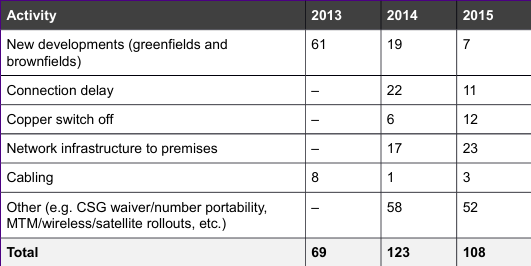 Activity 2013 2014 2015
New developments (greenfields and 61 19 7
brownfields)
Connection delay – 22 11
Copper switch off – 6 12
Network infrastructure to premises – 17 23
Cabling 8 1 3
Other (e.g. CSG waiver/number portability, – 58 52
MTM/wireless/satellite rollouts, etc.)
Total 69 123 108